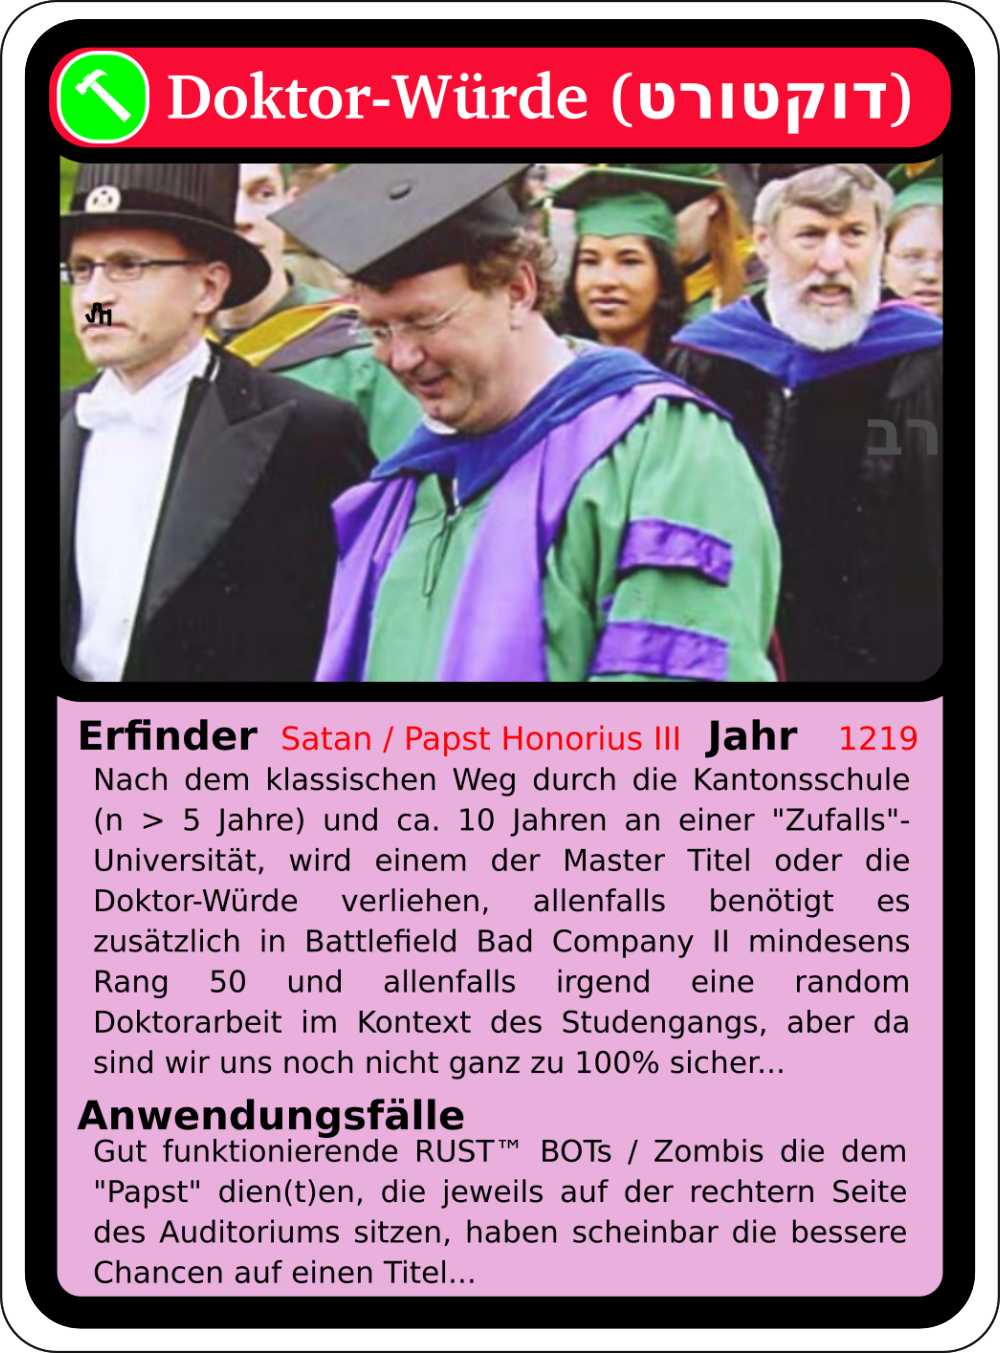 Doktor-Würde (דוקטורט)
רב
Erfinder Satan / Papst Honorius III Jahr 1219
Nach dem klassischen Weg durch die Kantonsschule
(n > 5 Jahre) und ca. 10 Jahren an einer "Zufalls"-
Universität, wird einem der Master Titel oder die
Doktor-Würde verliehen, allenfalls benötigt es
zusätzlich in Battlefield Bad Company II mindesens
Rang 50 und allenfalls irgend eine random
Doktorarbeit im Kontext des Studengangs, aber da
sind wir uns noch nicht ganz zu 100% sicher...
Anwendungsfälle
Gut funktionierende RUST™ BOTs / Zombis die dem
"Papst" dien(t)en, die jeweils auf der rechtern Seite
des Auditoriums sitzen, haben scheinbar die bessere
Chancen auf einen Titel...